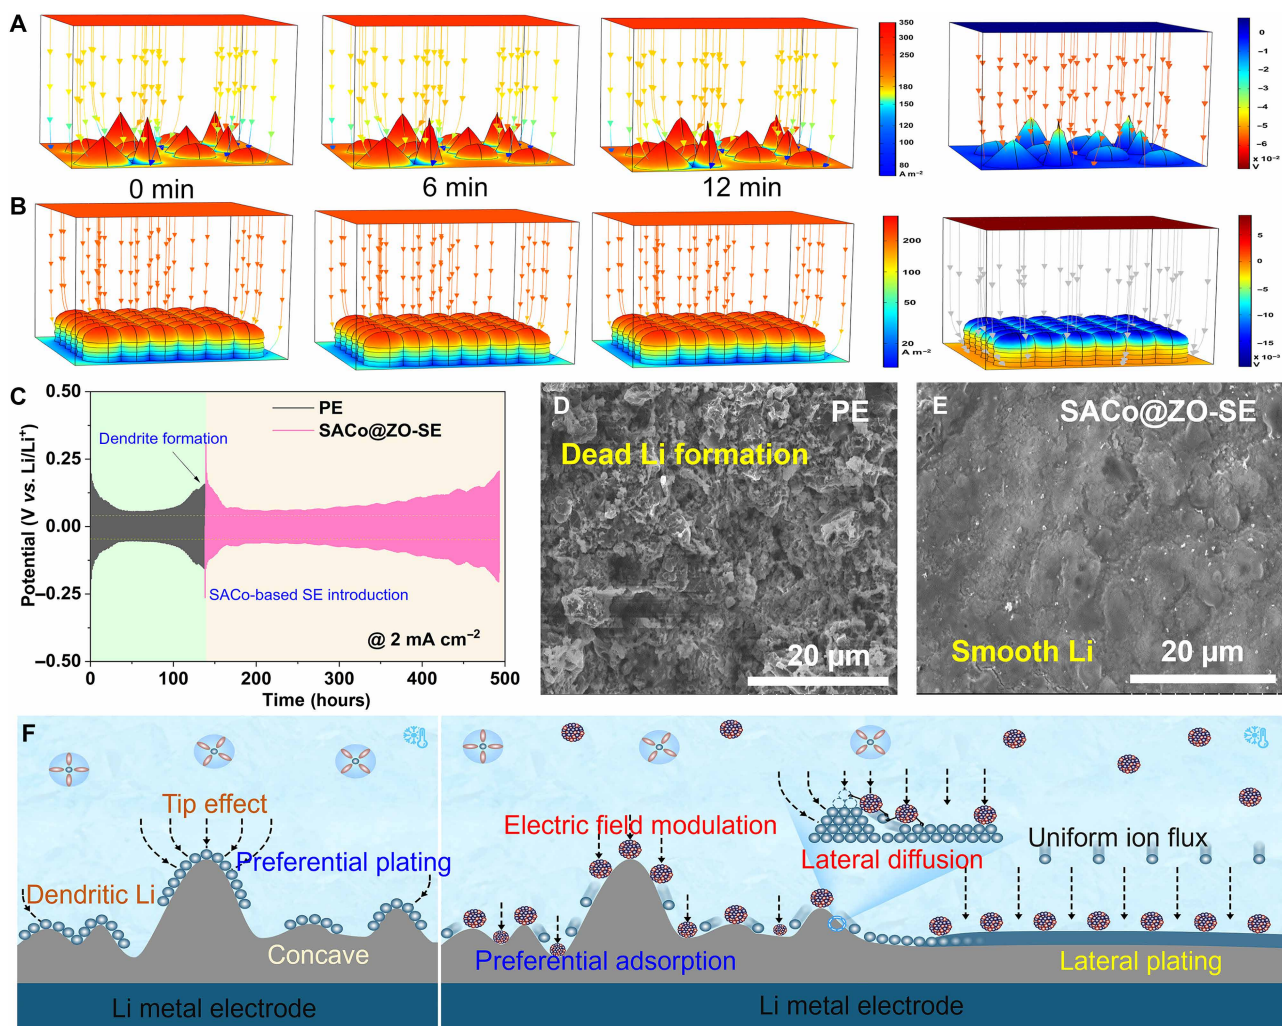 A
350
300
250
200
180
150
100
80
A m⁻²
0
−1
−2
−3
−4
−5
−6
x 10⁻²
V
0 min
6 min
12 min
B
200
100
50
20
A m⁻²
5
0
−5
−10
−15
x 10⁻³
V
C
0.50
0.25
0.00
−0.25
−0.50
Potential (V vs. Li/Li⁺)
PE
SACo@ZO-SE
Dendrite formation
SACo-based SE introduction
@ 2 mA cm⁻²
0
100
200
300
400
500
Time (hours)
D
PE
Dead Li formation
20 μm
E
SACo@ZO-SE
Smooth Li
20 μm
F
Tip effect
Preferential plating
Dendritic Li
Concave
Li metal electrode
Electric field modulation
Lateral diffusion
Uniform ion flux
Preferential adsorption
Lateral plating
Li metal electrode